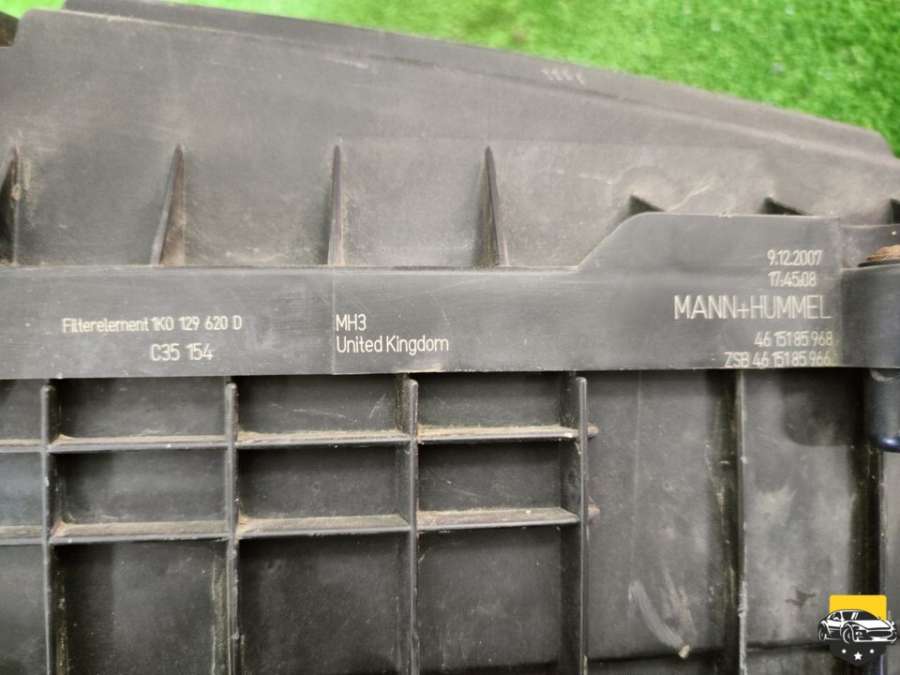 9.12.2007
17:45:08
MANN+HUMMEL
46 151 85 968
ZSB 46 151 85 966
Filterelement 1K0 129 620 D
C35 154
MH3
United Kingdom